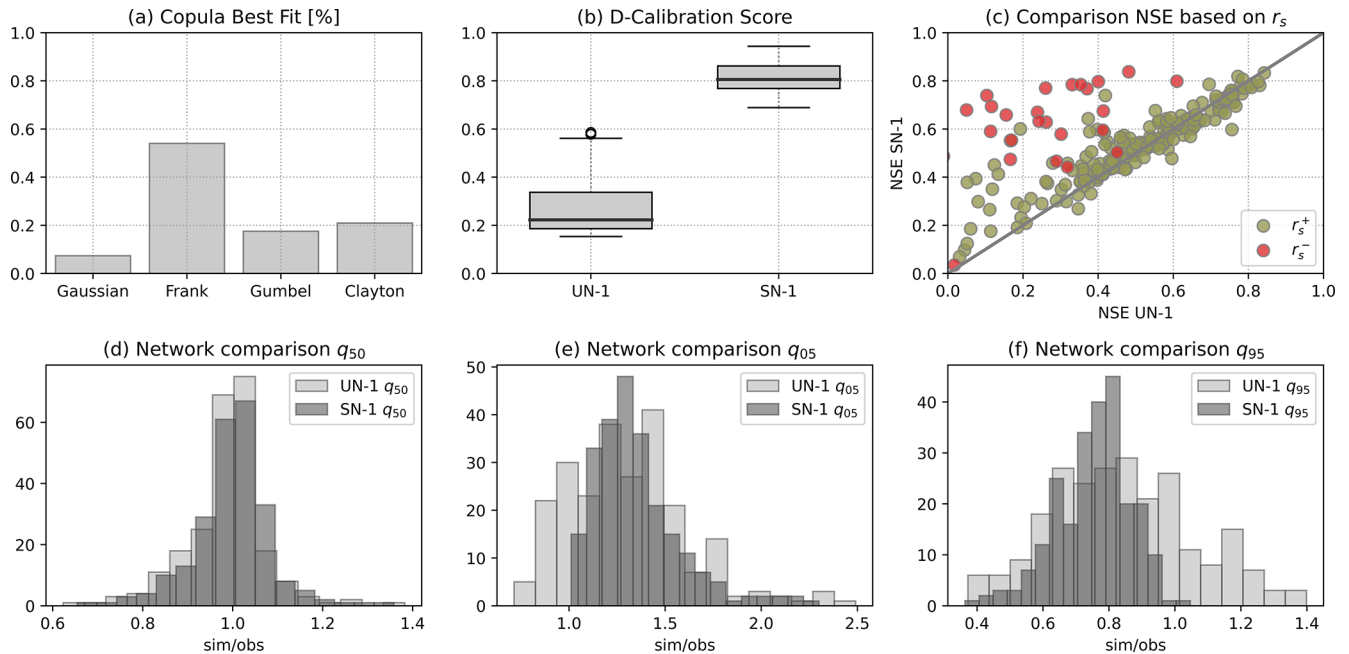 (a) Copula Best Fit [%]
1.0
0.8
0.6
0.4
0.2
0.0
Gaussian Frank Gumbel Clayton
(b) D-Calibration Score
1.0
0.8
0.6
0.4
0.2
0.0
UN-1 SN-1
(c) Comparison NSE based on r_s
NSE SN-1
1.0
0.8
0.6
0.4
0.2
0.0
r_s^+
r_s^-
0.0 0.2 0.4 0.6 0.8 1.0
NSE UN-1
(d) Network comparison q_50
UN-1 q_50
SN-1 q_50
60
40
20
0
0.6 0.8 1.0 1.2 1.4
sim/obs
(e) Network comparison q_05
UN-1 q_05
SN-1 q_05
50
40
30
20
10
0
1.0 1.5 2.0 2.5
sim/obs
(f) Network comparison q_95
UN-1 q_95
SN-1 q_95
40
30
20
10
0
0.4 0.6 0.8 1.0 1.2 1.4
sim/obs